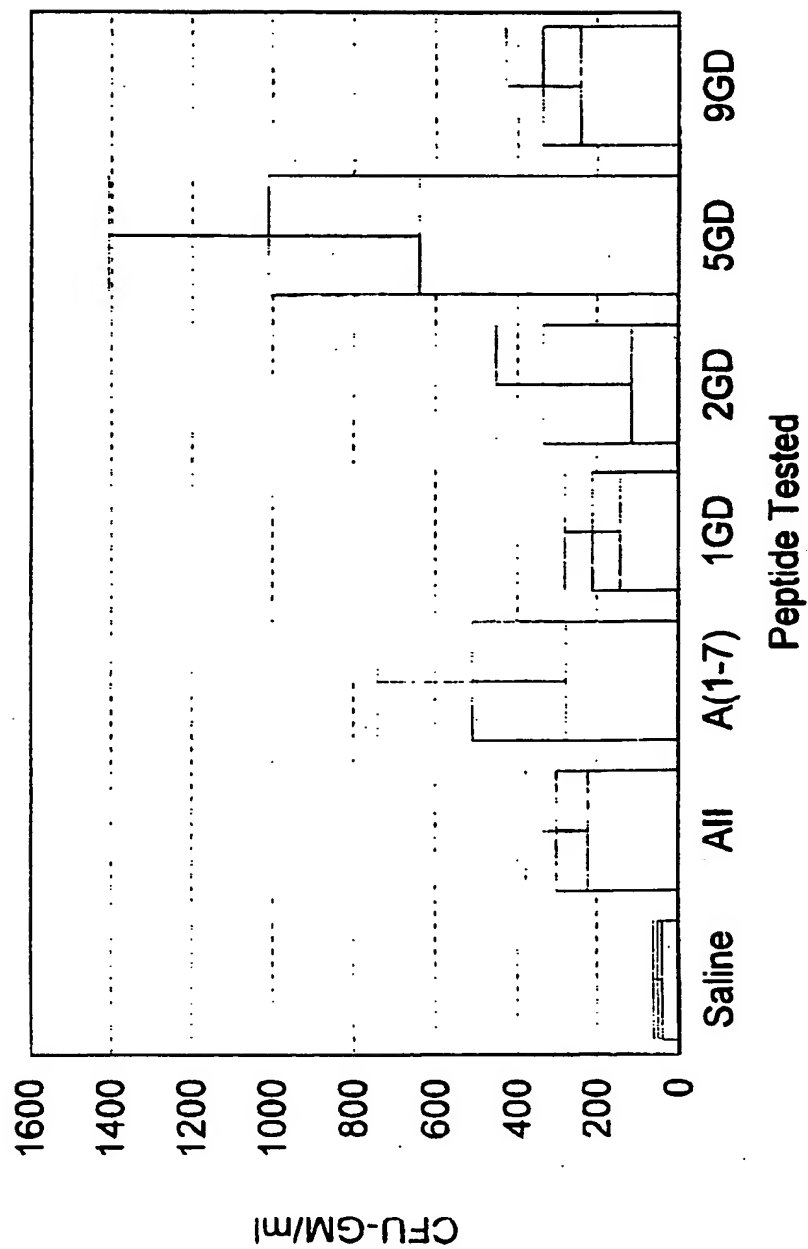 CFU-GM/ml
1600
1400
1200
1000
800
600
400
200
0
Saline
AII
A(1-7)
1GD
2GD
5GD
9GD
Peptide Tested